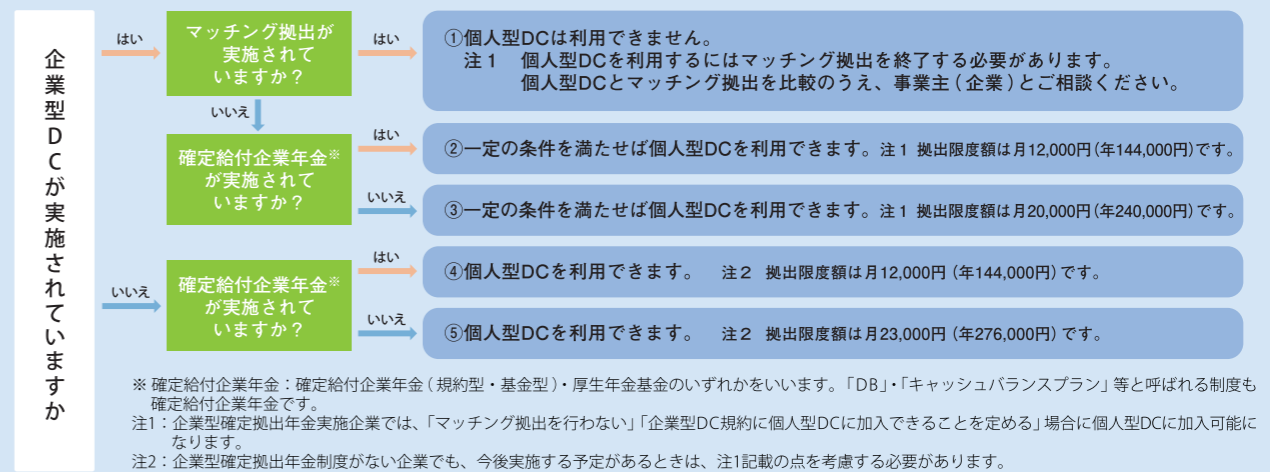 企業型DCが実施されていますか
はい
マッチング拠出が
実施されて
いますか？
はい
①個人型DCは利用できません。
注１　個人型DCを利用するにはマッチング拠出を終了する必要があります。
個人型DCとマッチング拠出を比較のうえ、事業主（企業）とご相談ください。
いいえ
確定給付企業年金※
が実施されて
いますか？
はい
②一定の条件を満たせば個人型DCを利用できます。注１ 拠出限度額は月12,000円（年144,000円）です。
いいえ
③一定の条件を満たせば個人型DCを利用できます。注１ 拠出限度額は月20,000円（年240,000円）です。
いいえ
確定給付企業年金※
が実施されて
いますか？
はい
④個人型DCを利用できます。　注２ 拠出限度額は月12,000円（年144,000円）です。
いいえ
⑤個人型DCを利用できます。　注２ 拠出限度額は月23,000円（年276,000円）です。
※ 確定給付企業年金：確定給付企業年金（規約型・基金型）・厚生年金基金のいずれかをいいます。「DB」・「キャッシュバランスプラン」等と呼ばれる制度も
確定給付企業年金です。
注1：企業型確定拠出年金実施企業では、「マッチング拠出を行わない」「企業型DC規約に個人型DCに加入できることを定める」場合に個人型DCに加入可能に
なります。
注2：企業型確定拠出年金制度がない企業でも、今後実施する予定があるときは、注1記載の点を考慮する必要があります。